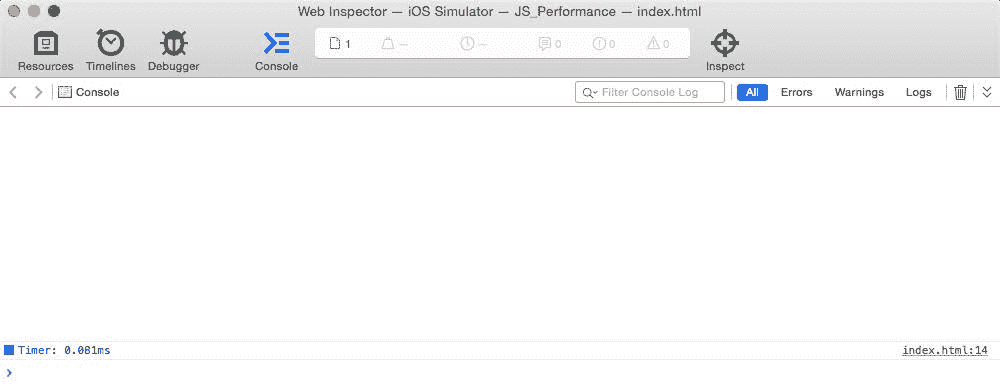 Web Inspector — iOS Simulator — JS_Performance — index.html
Resources Timelines Debugger Console 1 — — 0 0 0 Inspect
Console Filter Console Log All Errors Warnings Logs
Timer: 0.081ms index.html:14